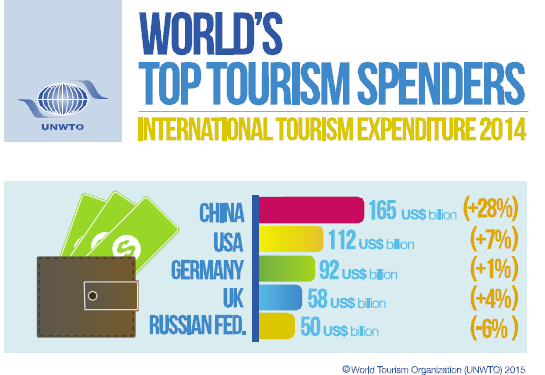 WORLD'S
TOP TOURISM SPENDERS
INTERNATIONAL TOURISM EXPENDITURE 2014
UNWTO
CHINA 165 US$ billion (+28%)
USA 112 US$ billion (+7%)
GERMANY 92 US$ billion (+1%)
UK 58 US$ billion (+4%)
RUSSIAN FED. 50 US$ billion (-6%)
$
©World Tourism Organization (UNWTO) 2015